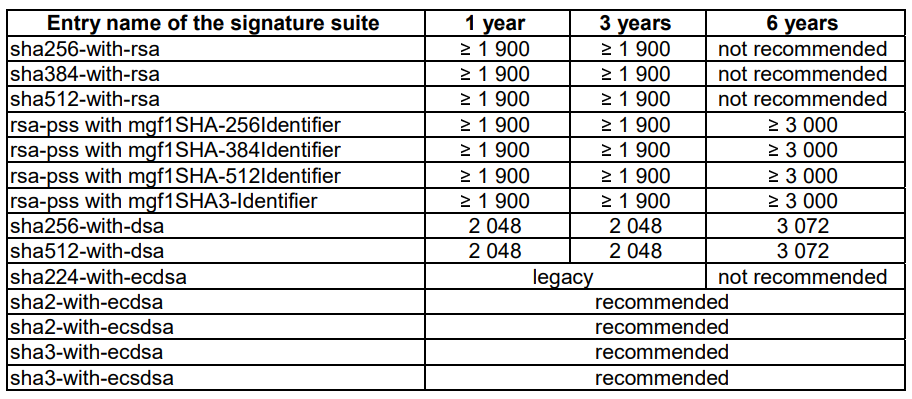 Entry name of the signature suite 1 year 3 years 6 years
sha256-with-rsa ≥ 1 900 ≥ 1 900 not recommended
sha384-with-rsa ≥ 1 900 ≥ 1 900 not recommended
sha512-with-rsa ≥ 1 900 ≥ 1 900 not recommended
rsa-pss with mgf1SHA-256Identifier ≥ 1 900 ≥ 1 900 ≥ 3 000
rsa-pss with mgf1SHA-384Identifier ≥ 1 900 ≥ 1 900 ≥ 3 000
rsa-pss with mgf1SHA-512Identifier ≥ 1 900 ≥ 1 900 ≥ 3 000
rsa-pss with mgf1SHA3-Identifier ≥ 1 900 ≥ 1 900 ≥ 3 000
sha256-with-dsa 2 048 2 048 3 072
sha512-with-dsa 2 048 2 048 3 072
sha224-with-ecdsa legacy not recommended
sha2-with-ecdsa recommended
sha2-with-ecsdsa recommended
sha3-with-ecdsa recommended
sha3-with-ecsdsa recommended